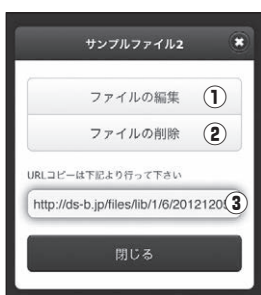 サンプルファイル2
ファイルの編集 ①
ファイルの削除 ②
URLコピーは下記より行って下さい
http://ds-b.jp/files/lib/1/6/2012120 ③
閉じる